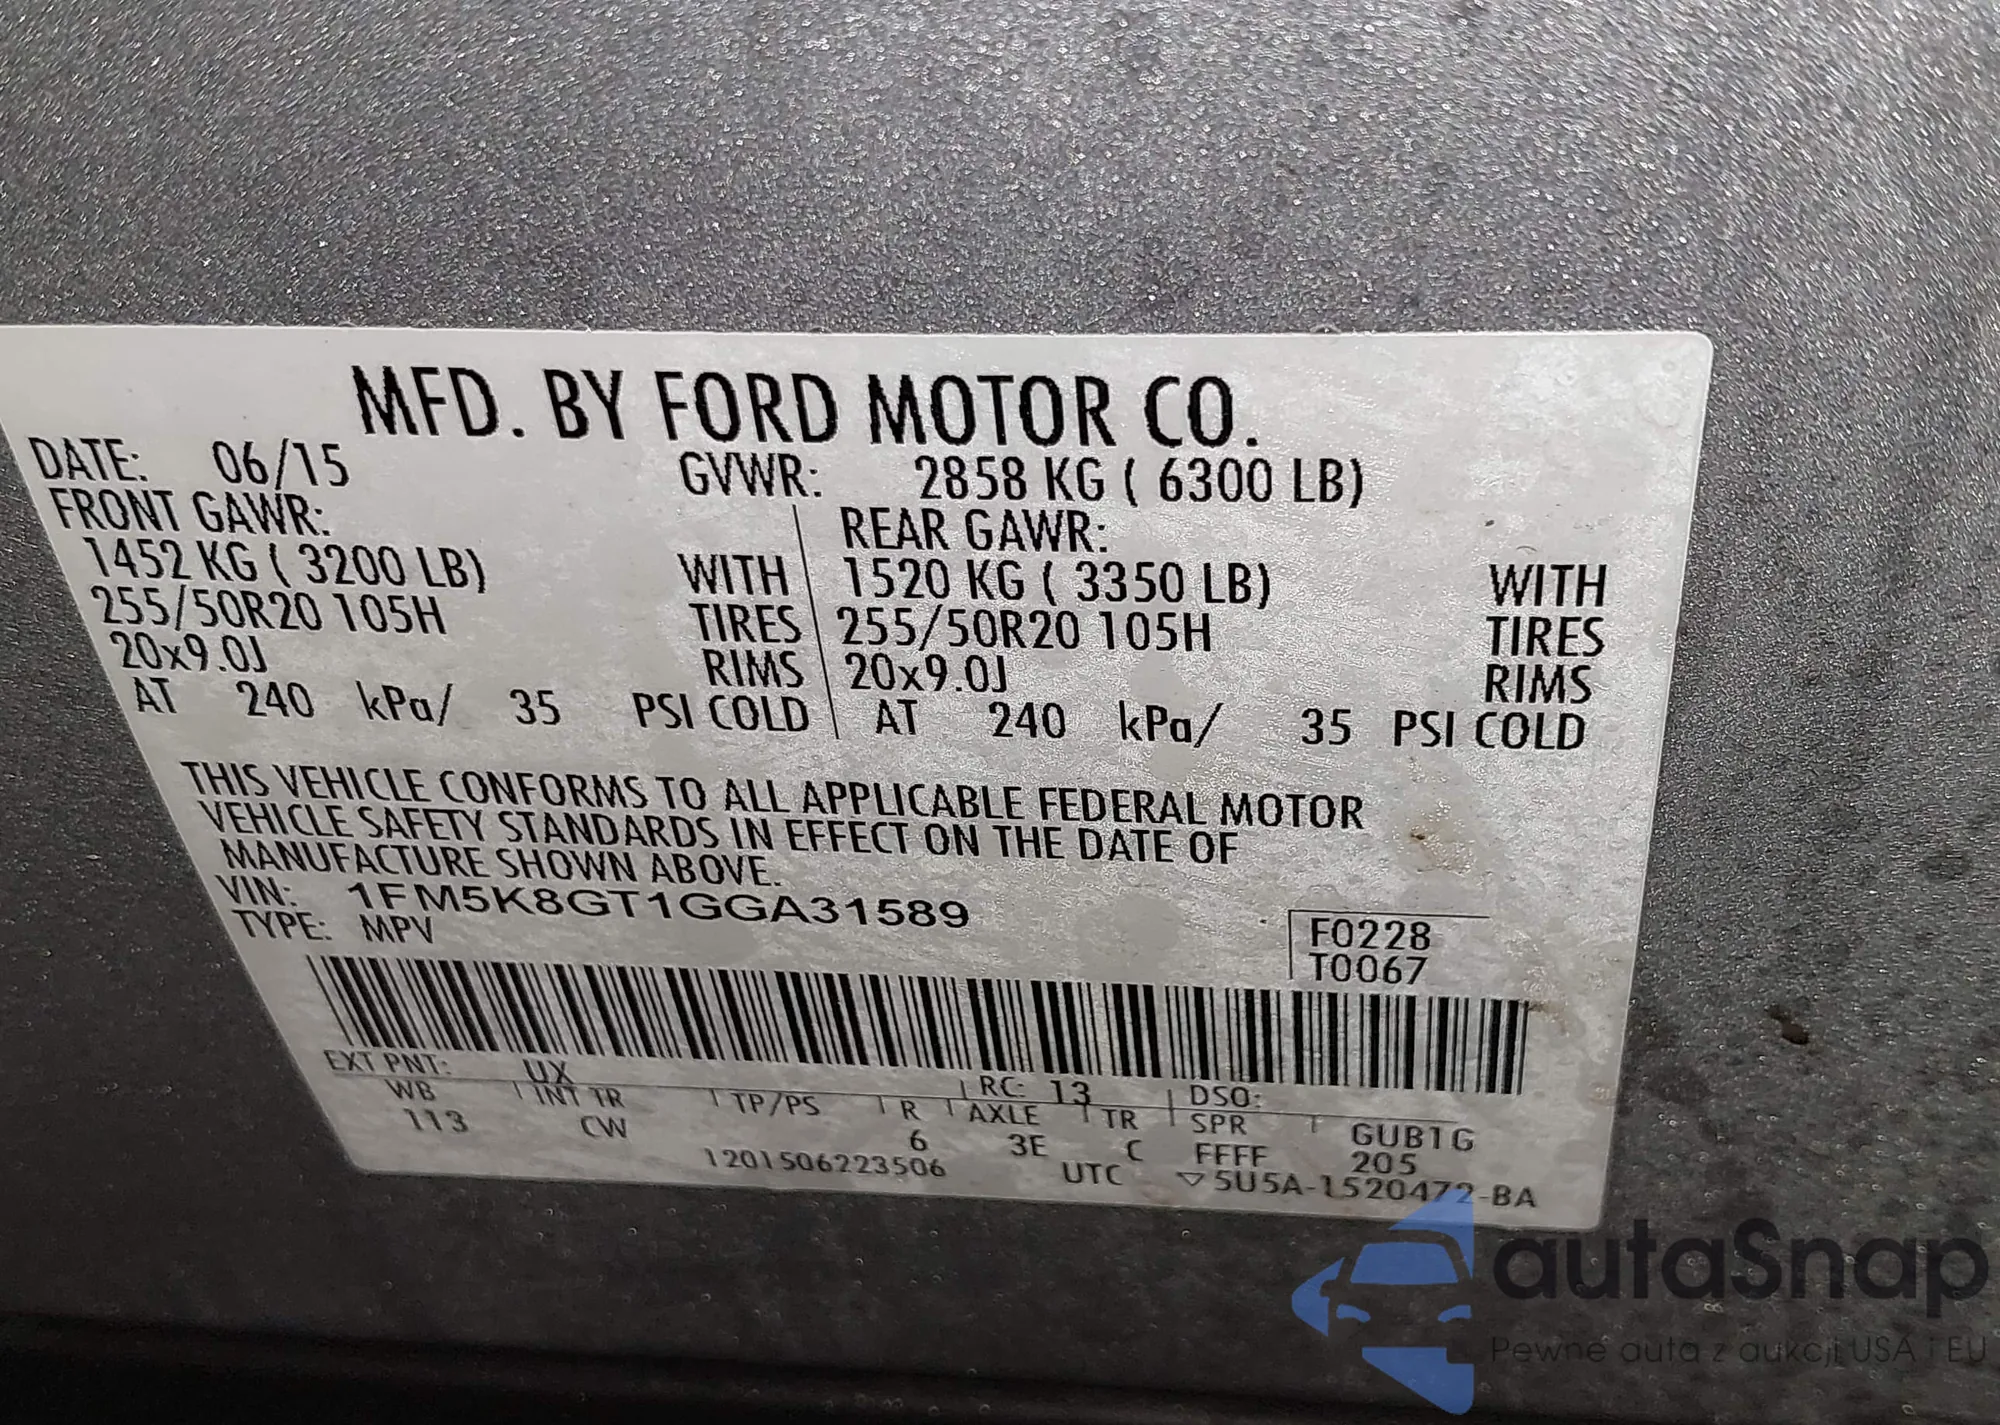 MFD. BY FORD MOTOR CO.
DATE: 06/15 GVWR: 2858 KG ( 6300 LB)
FRONT GAWR: REAR GAWR:
1452 KG ( 3200 LB) WITH 1520 KG ( 3350 LB) WITH
255/50R20 105H TIRES 255/50R20 105H TIRES
20x9.0J RIMS 20x9.0J RIMS
AT 240 kPa/ 35 PSI COLD AT 240 kPa/ 35 PSI COLD
THIS VEHICLE CONFORMS TO ALL APPLICABLE FEDERAL MOTOR
VEHICLE SAFETY STANDARDS IN EFFECT ON THE DATE OF
MANUFACTURE SHOWN ABOVE.
VIN: 1FM5K8GT1GGA31589
TYPE: MPV
F0228
T0067
EXT PNT: UX RC: 13 DSO:
WB INT TR TP/PS R AXLE TR SPR GUB1G
113 CW 6 3E C FFFF 205
1201506223506 UTC ▽5U5A-1520472-BA
autaSnap
Pewne auta z aukcji USA i EU